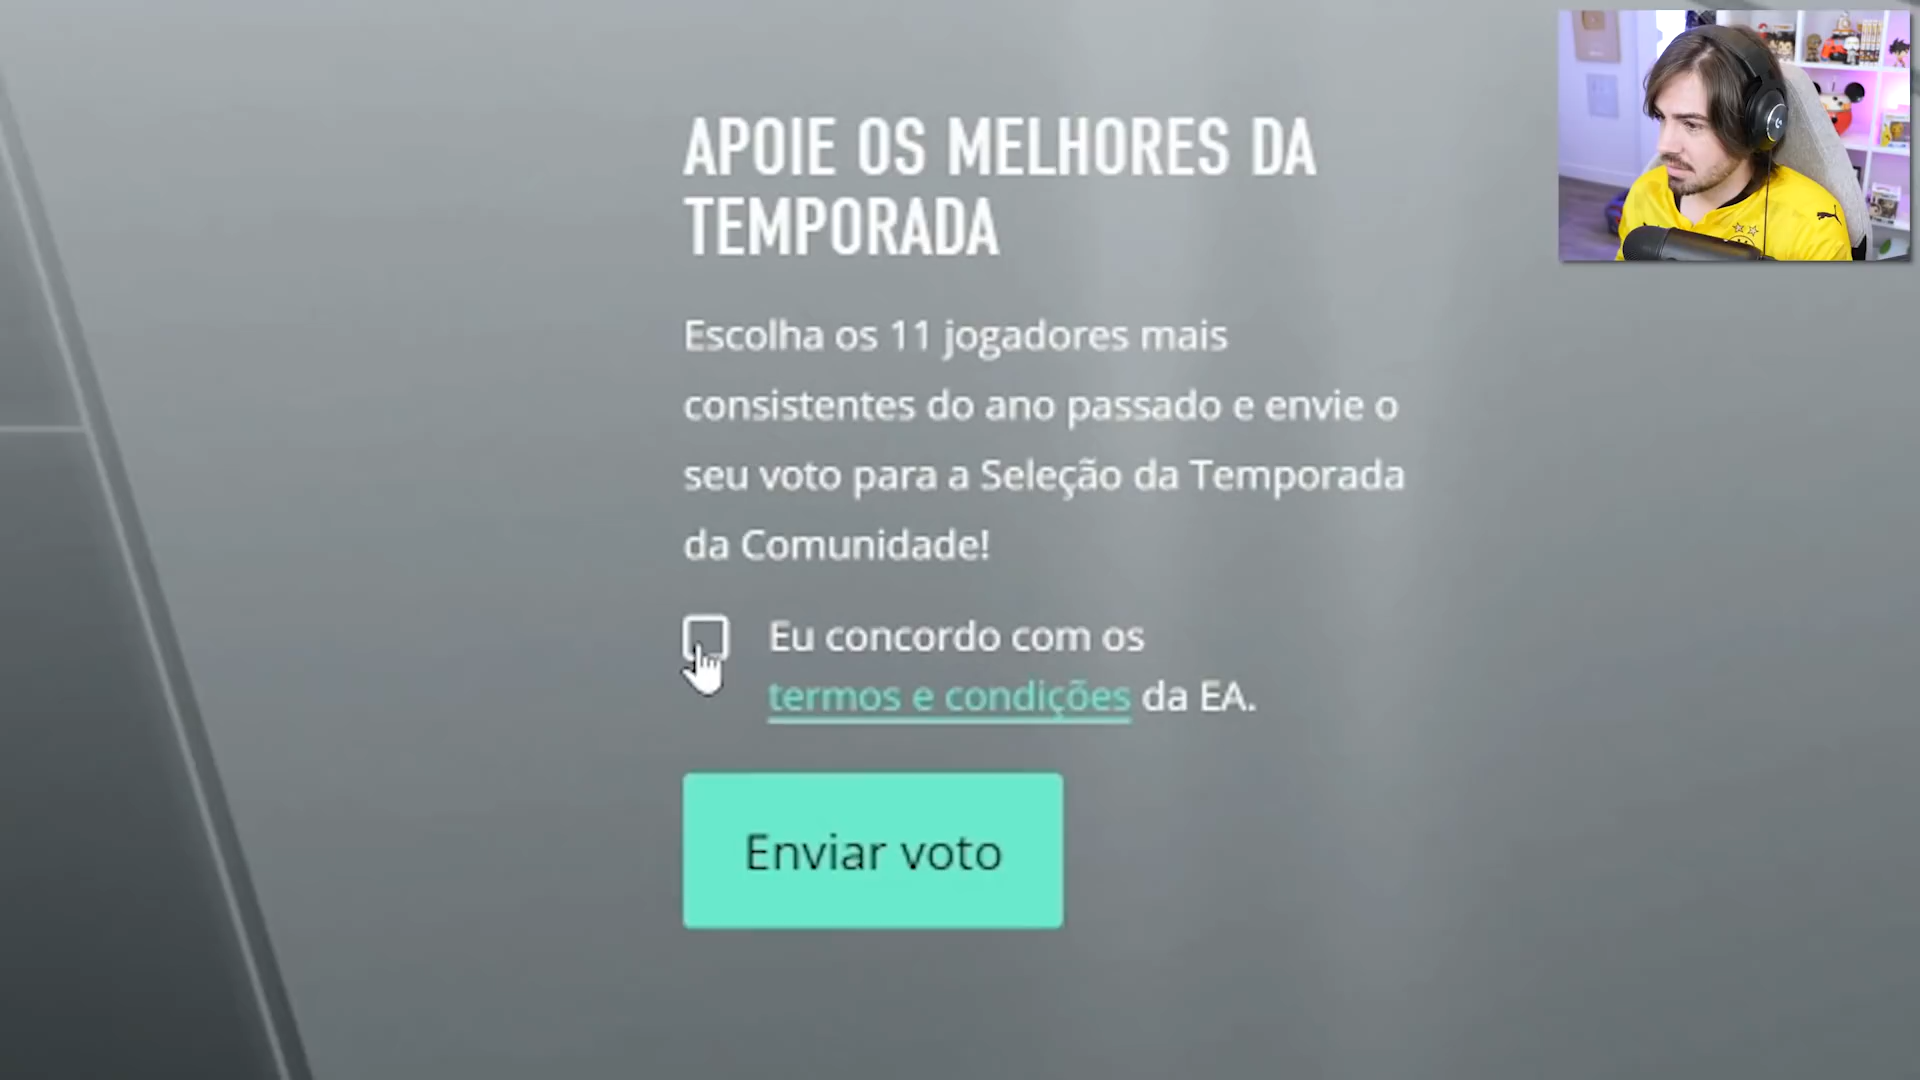 APOIE OS MELHORES DA
TEMPORADA
Escolha os 11 jogadores mais
consistentes do ano passado e envie o
seu voto para a Seleção da Temporada
da Comunidade!
Eu concordo com os
termos e condições da EA.
Enviar voto